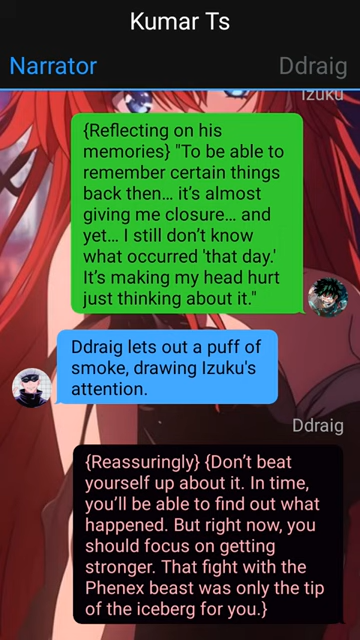 Kumar Ts
Narrator
Ddraig
Izuku
{Reflecting on his
memories} "To be able to
remember certain things
back then… it’s almost
giving me closure… and
yet… I still don’t know
what occurred 'that day.'
It’s making my head hurt
just thinking about it."
Ddraig lets out a puff of
smoke, drawing Izuku's
attention.
Ddraig
{Reassuringly} {Don’t beat
yourself up about it. In time,
you’ll be able to find out what
happened. But right now, you
should focus on getting
stronger. That fight with the
Phenex beast was only the tip
of the iceberg for you.}